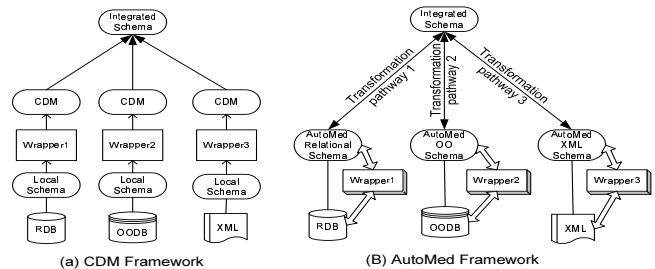 Integrated
Schema
CDM
CDM
CDM
Wrapper1
Wrapper2
Wrapper3
Local
Schema
Local
Schema
Local
Schema
RDB
OODB
XML
(a) CDM Framework
Integrated
Schema
Transformation
pathway 1
Transformation
pathway 2
Transformation
pathway 3
AutoMed
Relational
Schema
AutoMed
OO
Schema
AutoMed
XML
Schema
Wrapper1
Wrapper2
Wrapper3
RDB
OODB
XML
(B) AutoMed Framework